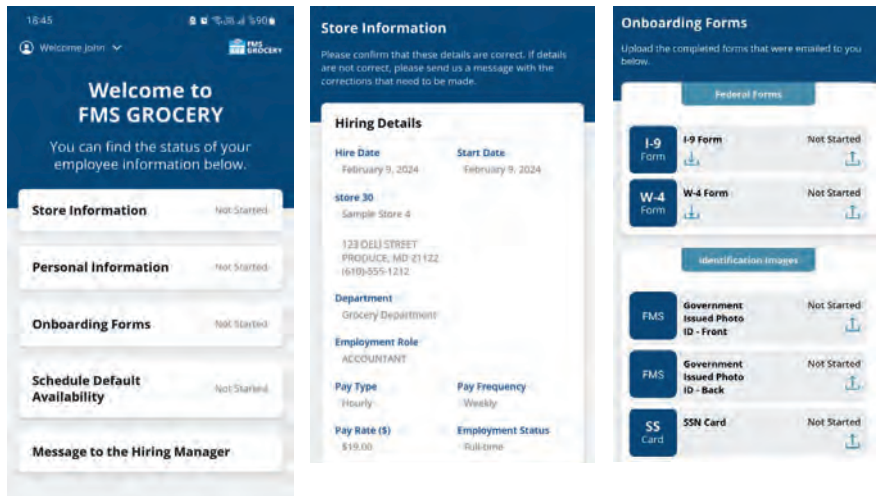 18:45
90
Welcome John
FMS
GROCERY
Welcome to
FMS GROCERY
You can find the status of your
employee information below.
Store Information
Not Started
Personal Information
Not Started
Onboarding Forms
Not Started
Schedule Default
Availability
Not Started
Message to the Hiring Manager
Store Information
Please confirm that these details are correct. If details
are not correct, please send us a message with the
corrections that need to be made.
Hiring Details
Hire Date
Start Date
February 9, 2024
February 9, 2024
store 30
Sample Store 4
123 DELI STREET
PRODUCE, MD 21122
(610)-555-1212
Department
Grocery Department
Employment Role
ACCOUNTANT
Pay Type
Pay Frequency
Hourly
Weekly
Pay Rate ($)
Employment Status
$19.00
Full-time
Onboarding Forms
Upload the completed forms that were emailed to you
below.
Federal Forms
I-9
Form
I-9 Form
Not Started
W-4
Form
W-4 Form
Not Started
Identification Images
FMS
Government
Issued Photo
ID - Front
Not Started
FMS
Government
Issued Photo
ID - Back
Not Started
SS
Card
SSN Card
Not Started